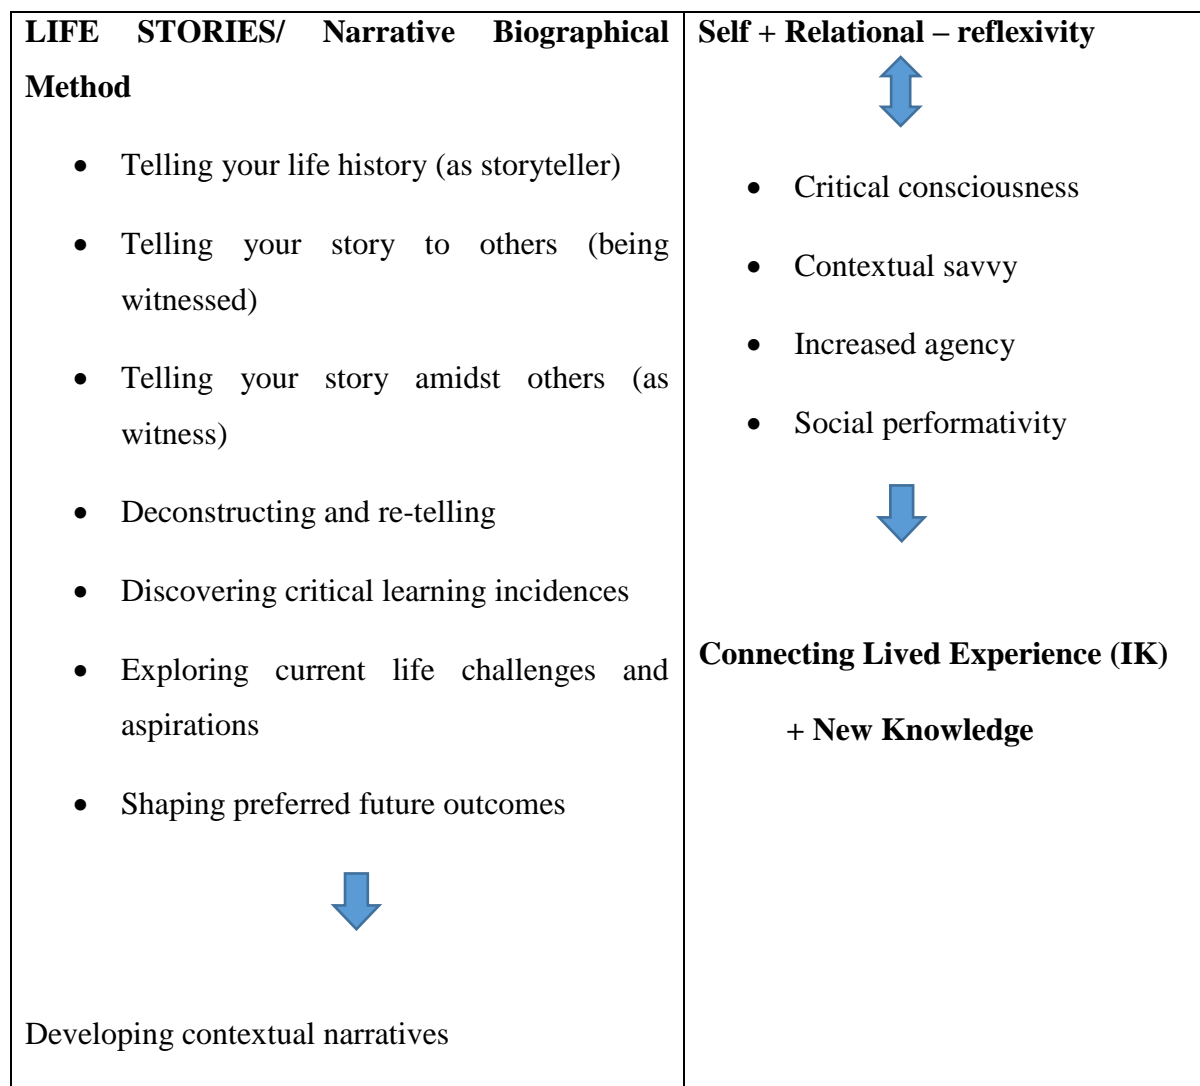 LIFE STORIES/ Narrative Biographical
Method
• Telling your life history (as storyteller)
• Telling your story to others (being
witnessed)
• Telling your story amidst others (as
witness)
• Deconstructing and re-telling
• Discovering critical learning incidences
• Exploring current life challenges and
aspirations
• Shaping preferred future outcomes
Developing contextual narratives
Self + Relational – reflexivity
• Critical consciousness
• Contextual savvy
• Increased agency
• Social performativity
Connecting Lived Experience (IK)
+ New Knowledge